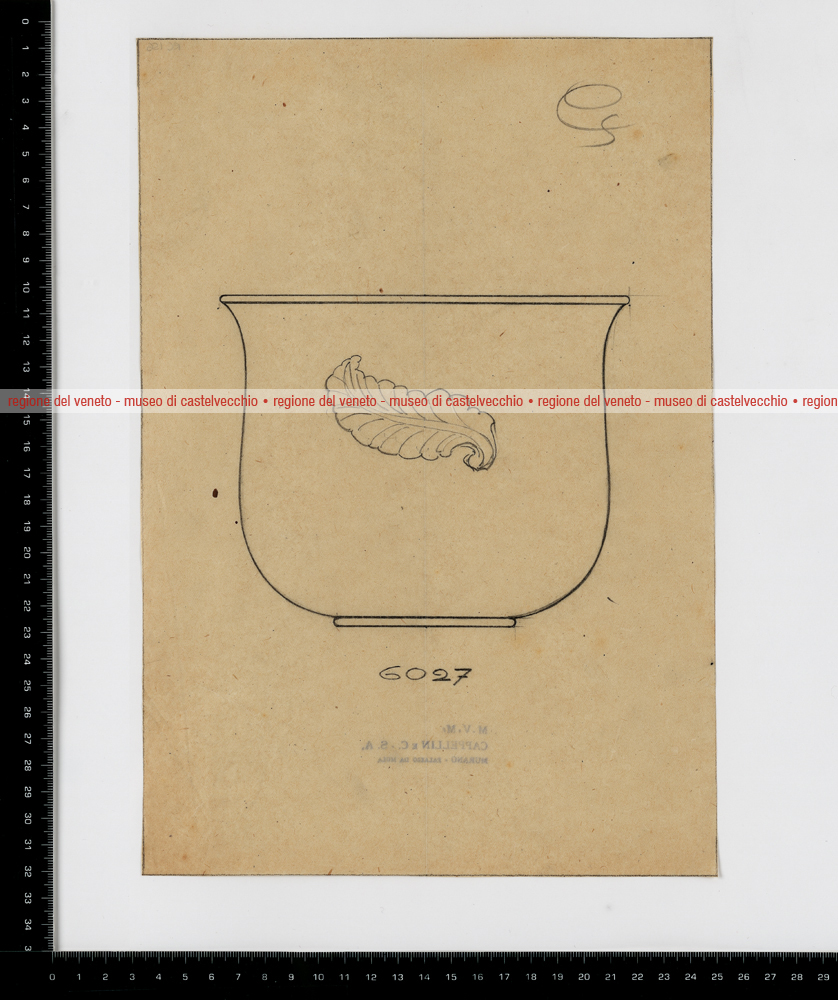 regione del veneto - museo di castelvecchio • regione del veneto - museo di castelvecchio • regione del veneto - museo di castelvecchio • region
6027
M.V.M.
CAPPELLIN & C. - S. A.
MURANO - PALAZZO DA MULA
0 1 2 3 4 5 6 7 8 9 10 11 12 13 14 15 16 17 18 19 20 21 22 23 24 25 26 27 28 29 30 31 32 33 34 3
0 1 2 3 4 5 6 7 8 9 10 11 12 13 14 15 16 17 18 19 20 21 22 23 24 25 26 27 28 29